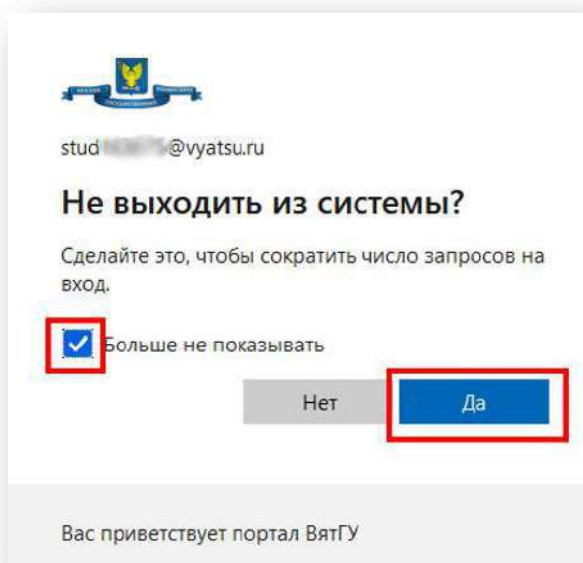 stud @vyatsu.ru
Не выходить из системы?
Сделайте это, чтобы сократить число запросов на
вход.
Больше не показывать
Нет Да
Вас приветствует портал ВятГУ